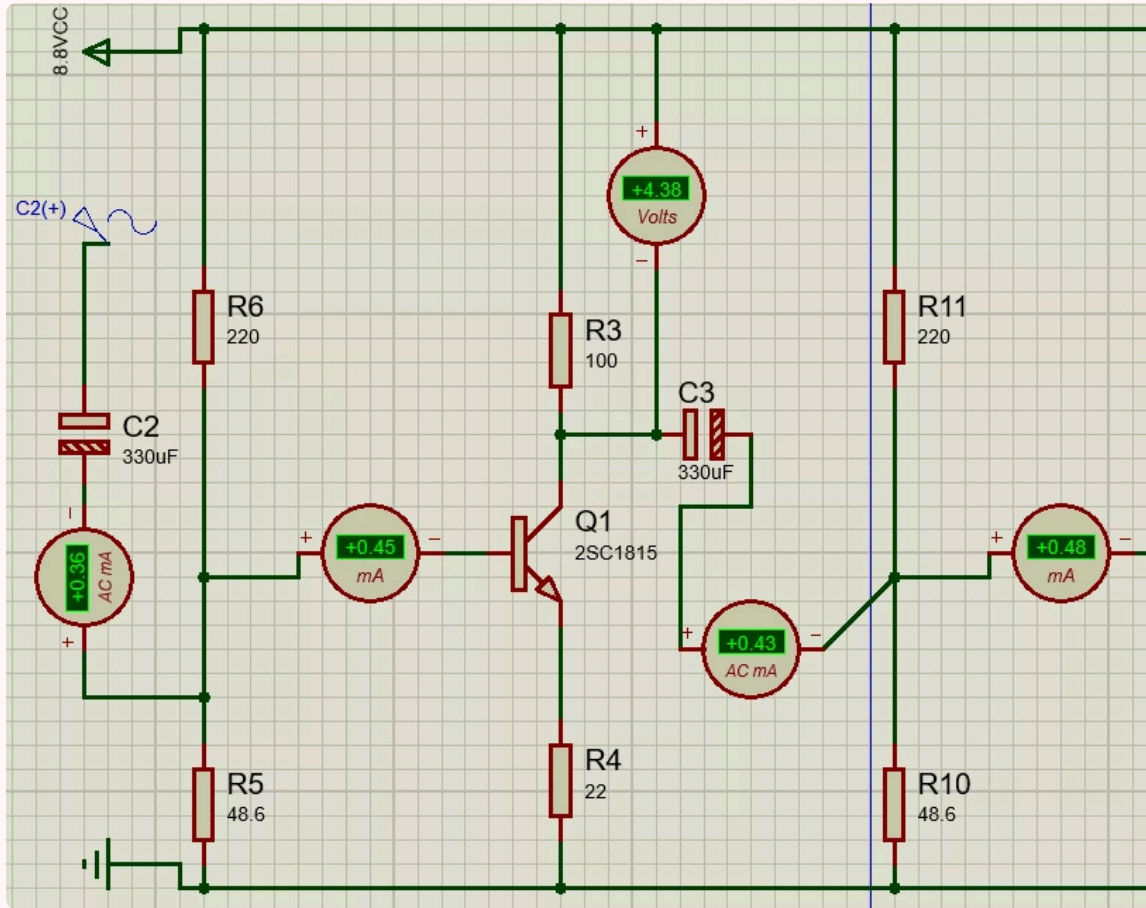 8.8VCC
+
+4.38
Volts
−
C2(+)
R6
220
R3
100
R11
220
C2
330uF
C3
330uF
−
+0.36
AC mA
+
+
+0.45
mA
−
Q1
2SC1815
+
+0.48
mA
−
+
+0.43
AC mA
−
R5
48.6
R4
22
R10
48.6